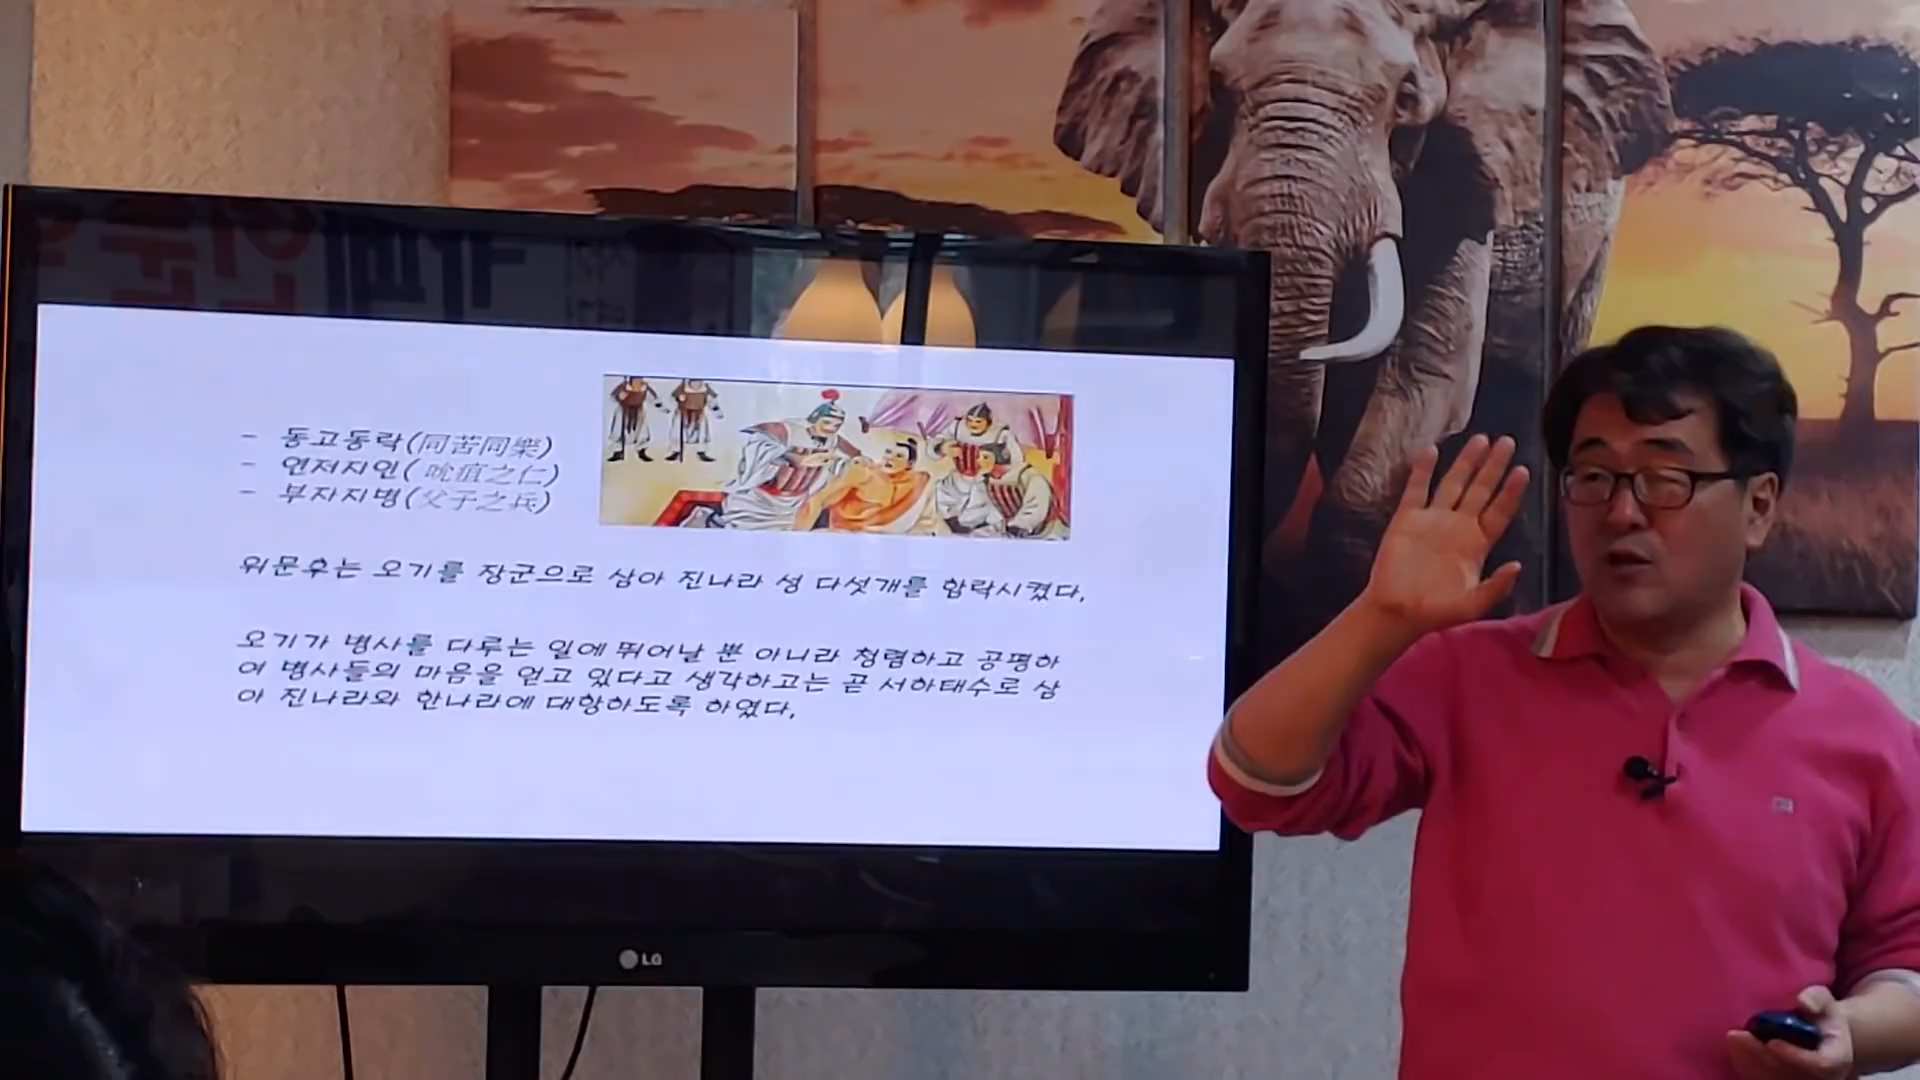 - 동고동락(同苦同樂)
- 연저지인( 吮疽之仁)
- 부자지병(父子之兵)
위문후는 오기를 장군으로 삼아 진나라 성 다섯개를 함락시켰다.
오기가 병사를 다루는 일에 뛰어날 뿐 아니라 청렴하고 공평하
여 병사들의 마음을 얻고 있다고 생각하고는 곧 서하태수로 삼
아 진나라와 한나라에 대항하도록 하였다.
LG